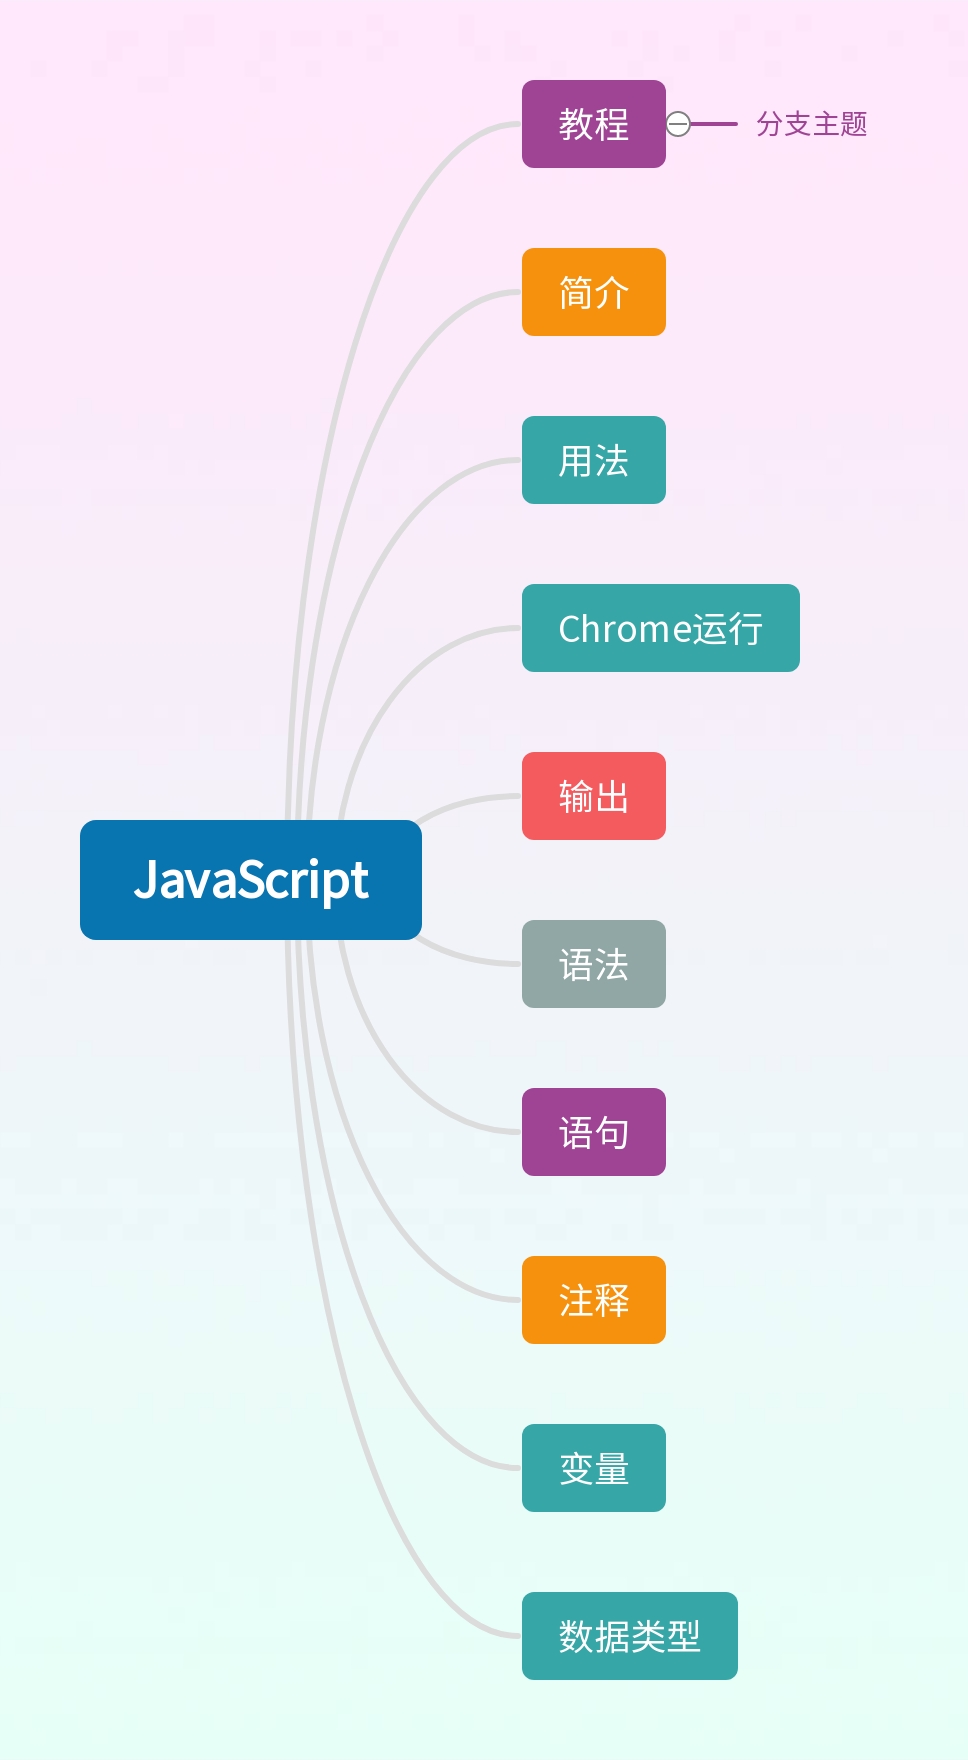 教程
分支主题
简介
用法
Chrome运行
输出
JavaScript
语法
语句
注释
变量
数据类型